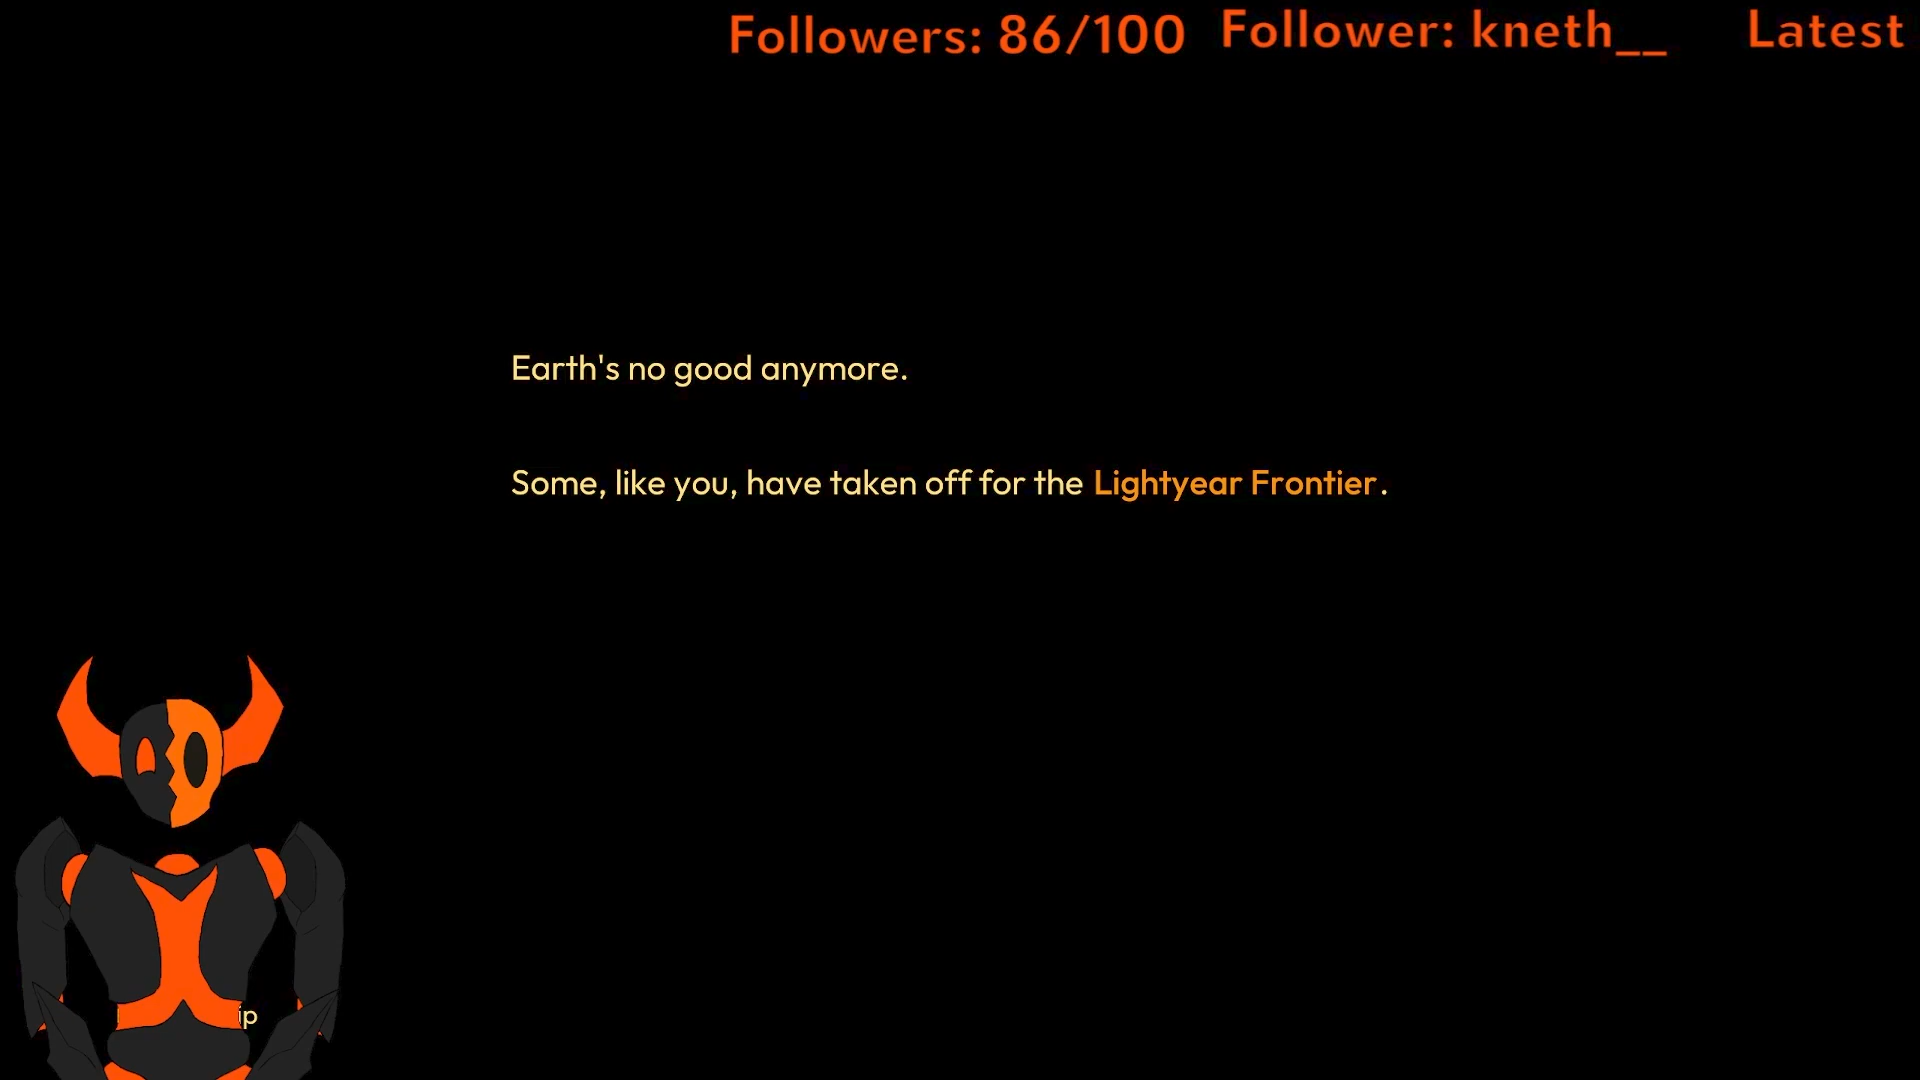 Followers: 86/100 Follower: kneth__ Latest
Earth's no good anymore.
Some, like you, have taken off for the Lightyear Frontier.
ip